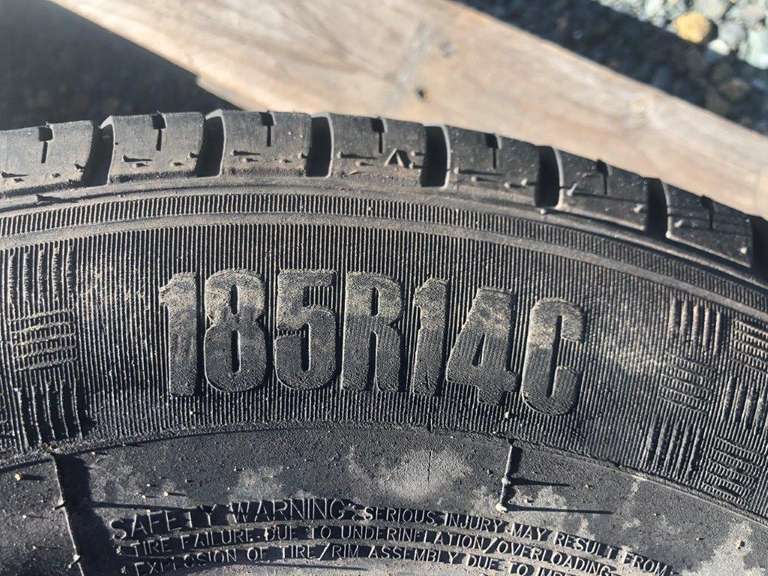 185R14C
SAFETY WARNING: SERIOUS INJURY MAY RESULT FROM:
• TIRE FAILURE DUE TO UNDERINFLATION/OVERLOADING-
• EXPLOSION OF TIRE/RIM ASSEMBLY DUE TO